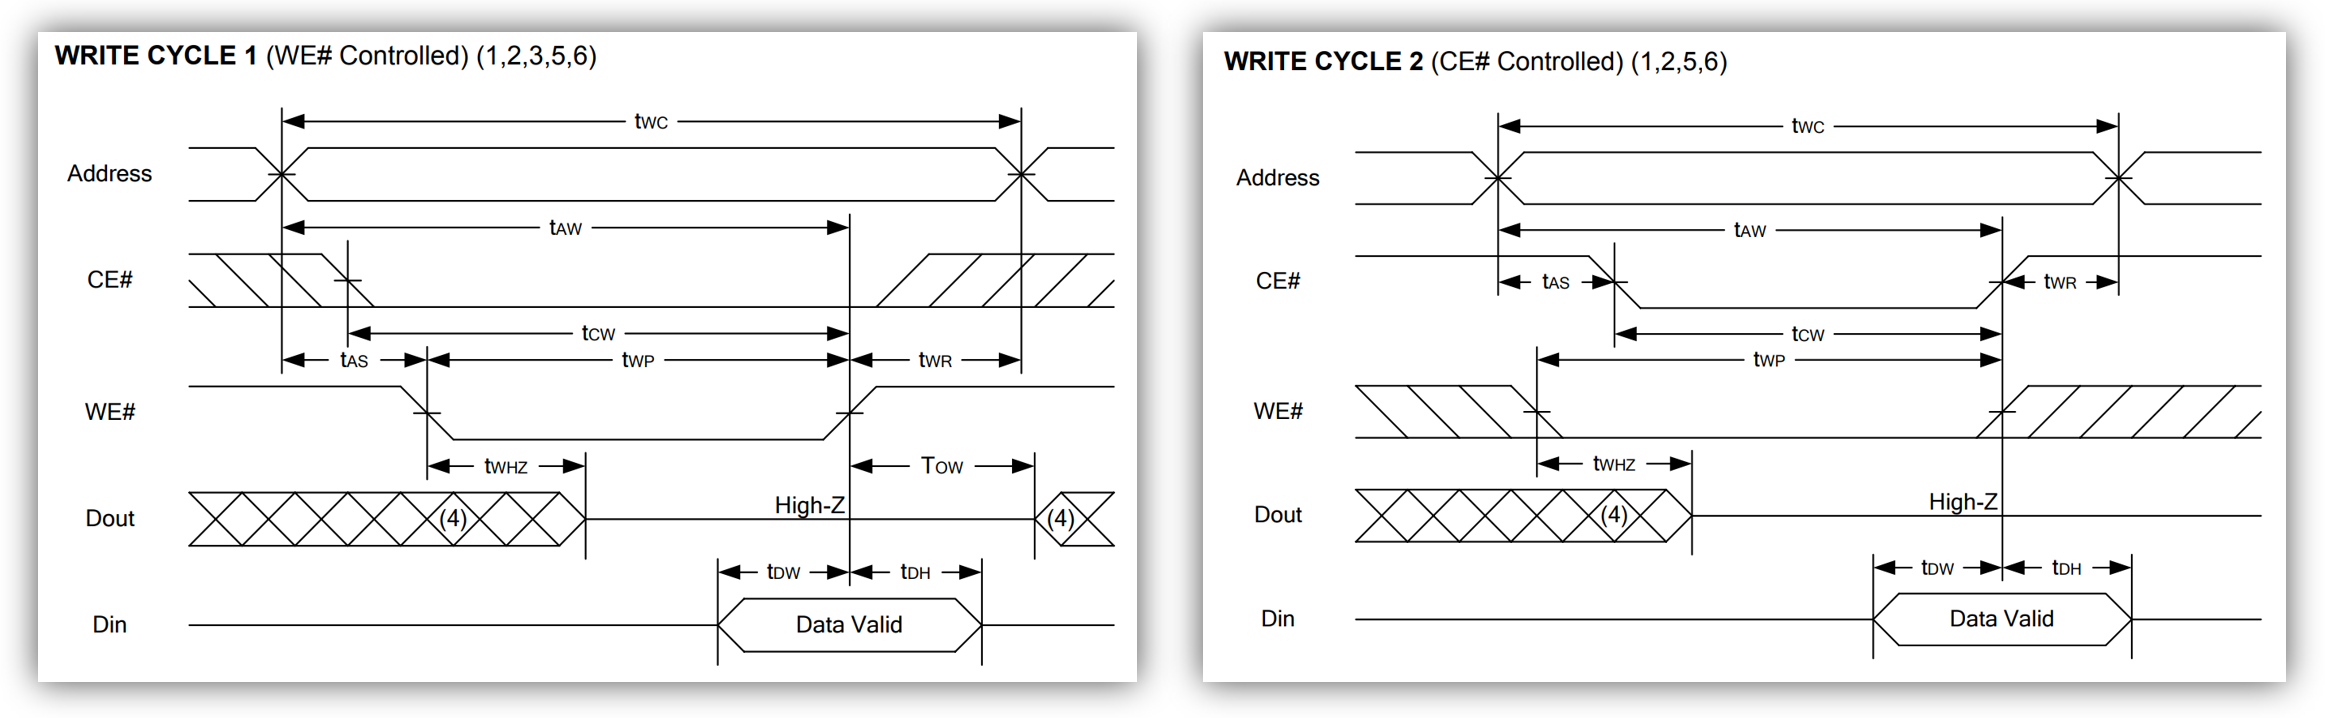 WRITE CYCLE 1 (WE# Controlled) (1,2,3,5,6)
tWC
Address
tAW
CE#
tCW
tAS tWP tWR
WE#
tWHZ TOW
High-Z
Dout (4) (4)
tDW tDH
Din Data Valid
WRITE CYCLE 2 (CE# Controlled) (1,2,5,6)
tWC
Address
tAW
CE# tAS tWR
tCW
tWP
WE#
tWHZ
High-Z
Dout (4)
tDW tDH
Din Data Valid